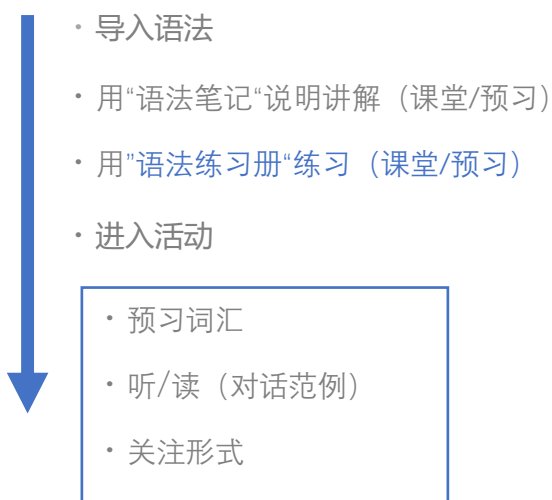 · 导入语法
· 用“语法笔记“说明讲解（课堂/预习）
· 用”语法练习册“练习（课堂/预习）
· 进入活动
· 预习词汇
· 听/读（对话范例）
· 关注形式